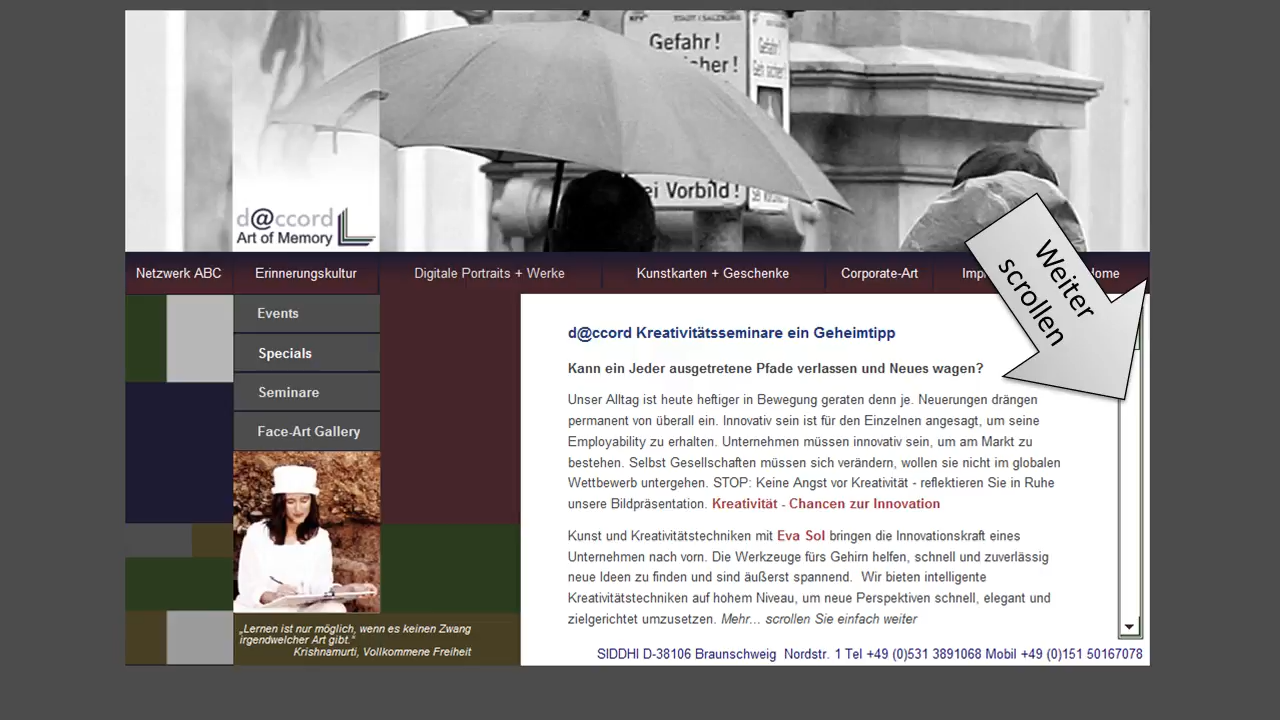 STADT : SALZBURG
Gefahr!
Gefahr!
icher!
ei Vorbild!
d@ccord
Art of Memory
Netzwerk ABC
Erinnerungskultur
Digitale Portraits + Werke
Kunstkarten + Geschenke
Corporate-Art
Imp
Home
Weiter
scrollen
Events
Specials
Seminare
Face-Art Gallery
„Lernen ist nur möglich, wenn es keinen Zwang
irgendwelcher Art gibt.“
Krishnamurti, Vollkommene Freiheit
d@ccord Kreativitätsseminare ein Geheimtipp
Kann ein Jeder ausgetretene Pfade verlassen und Neues wagen?
Unser Alltag ist heute heftiger in Bewegung geraten denn je. Neuerungen drängen
permanent von überall ein. Innovativ sein ist für den Einzelnen angesagt, um seine
Employability zu erhalten. Unternehmen müssen innovativ sein, um am Markt zu
bestehen. Selbst Gesellschaften müssen sich verändern, wollen sie nicht im globalen
Wettbewerb untergehen. STOP: Keine Angst vor Kreativität - reflektieren Sie in Ruhe
unsere Bildpräsentation. Kreativität - Chancen zur Innovation
Kunst und Kreativitätstechniken mit Eva Sol bringen die Innovationskraft eines
Unternehmen nach vorn. Die Werkzeuge fürs Gehirn helfen, schnell und zuverlässig
neue Ideen zu finden und sind äußerst spannend. Wir bieten intelligente
Kreativitätstechniken auf hohem Niveau, um neue Perspektiven schnell, elegant und
zielgerichtet umzusetzen. Mehr... scrollen Sie einfach weiter
SIDDHI D-38106 Braunschweig Nordstr. 1 Tel +49 (0)531 3891068 Mobil +49 (0)151 50167078